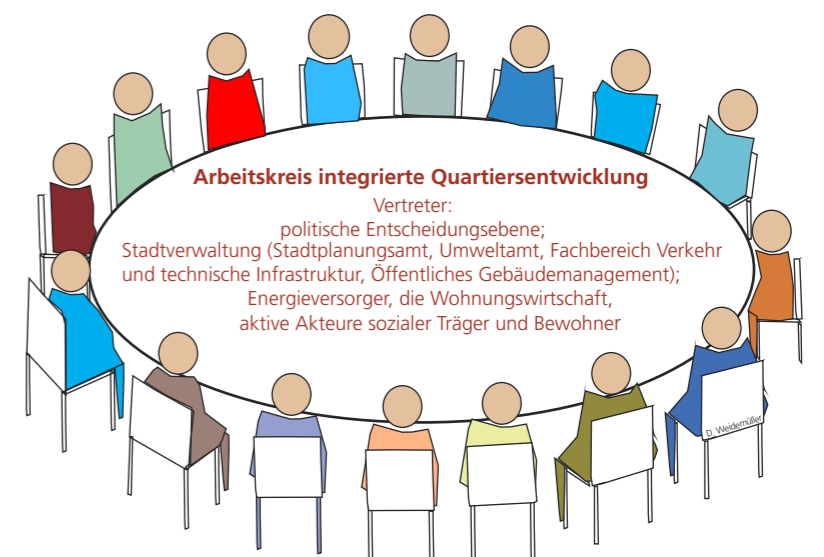 Arbeitskreis integrierte Quartiersentwicklung
Vertreter:
politische Entscheidungsebene;
Stadtverwaltung (Stadtplanungsamt, Umweltamt, Fachbereich Verkehr
und technische Infrastruktur, Öffentliches Gebäudemanagement);
Energieversorger, die Wohnungswirtschaft,
aktive Akteure sozialer Träger und Bewohner
D. Weidemüller